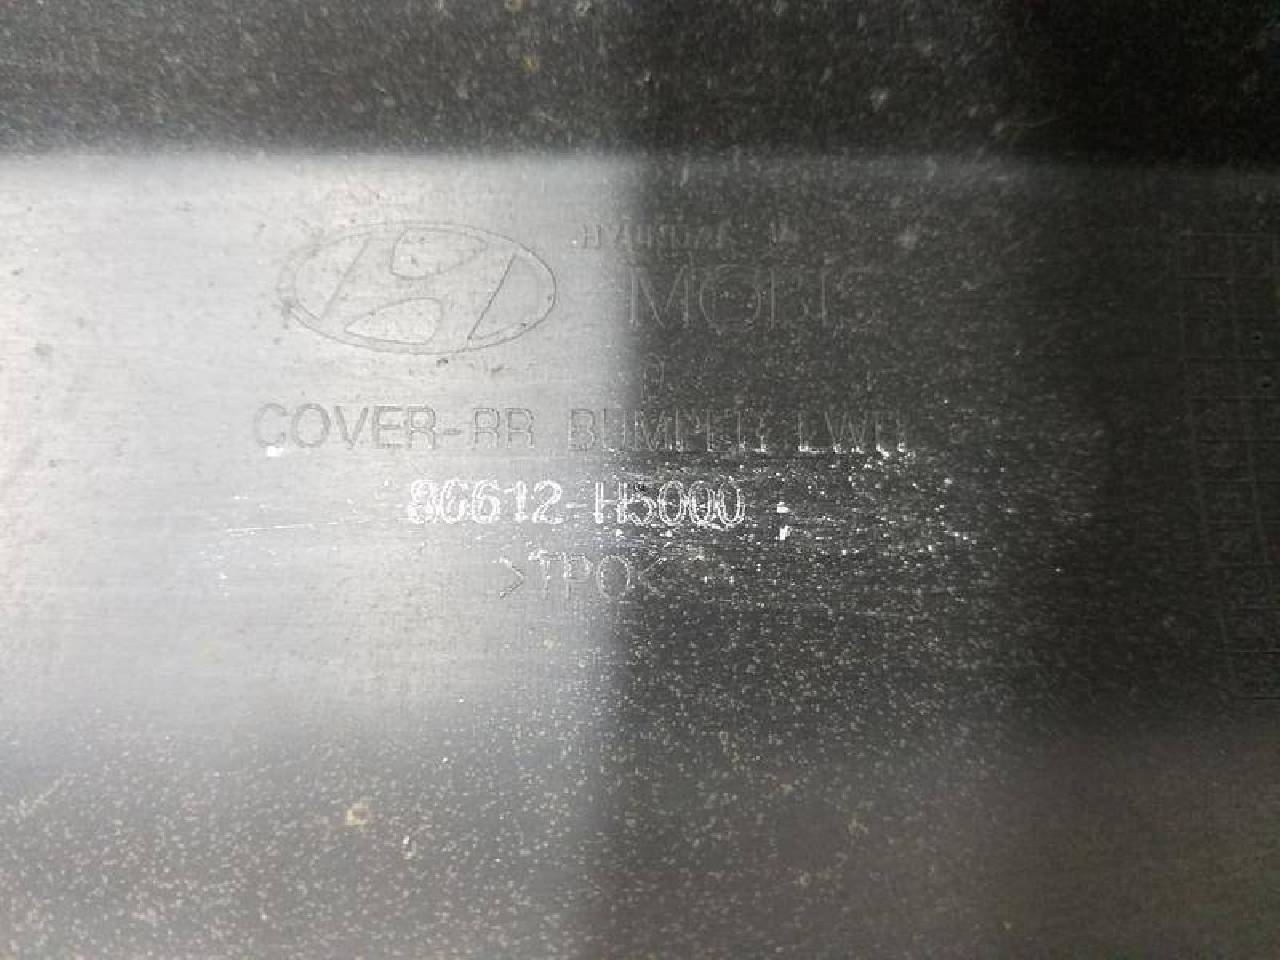 HYUNDAI
MOBIS
COVER-RR BUMPER LWR
86612-H5000
>TPO<